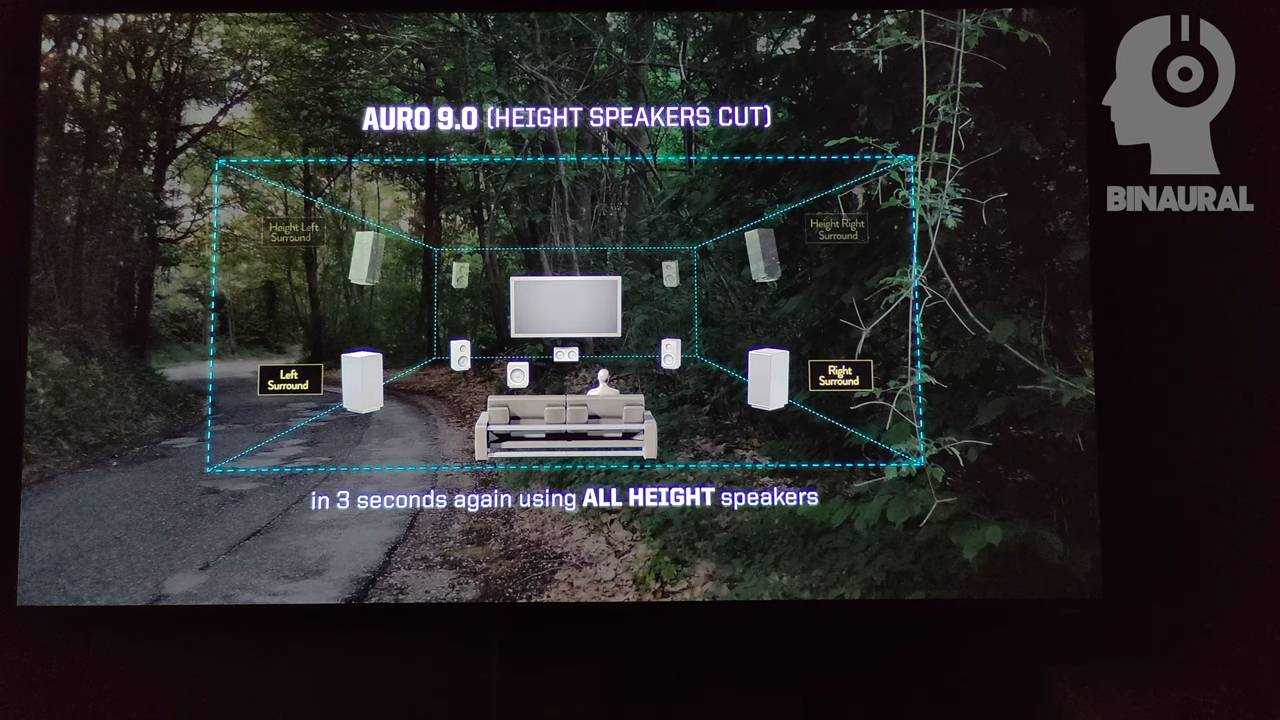 AURO 9.0 (HEIGHT SPEAKERS CUT)
BINAURAL
Height Left
Surround
Height Right
Surround
Left
Surround
Right
Surround
in 3 seconds again using ALL HEIGHT speakers